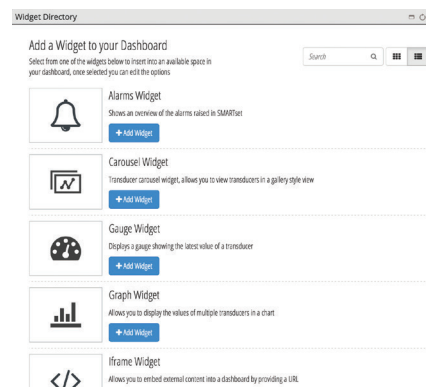 Widget Directory
Add a Widget to your Dashboard
Select from one of the widgets below to insert into an available space in
your dashboard, once selected you can edit the options
Search
Alarms Widget
Shows an overview of the alarms raised in SMARTset
+ Add Widget
Carousel Widget
Transducer carousel widget, allows you to view transducers in a gallery style view
+ Add Widget
Gauge Widget
Displays a gauge showing the latest value of a transducer
+ Add Widget
Graph Widget
Allows you to display the values of multiple transducers in a chart
+ Add Widget
Iframe Widget
Allows you to embed external content into a dashboard by providing a URL